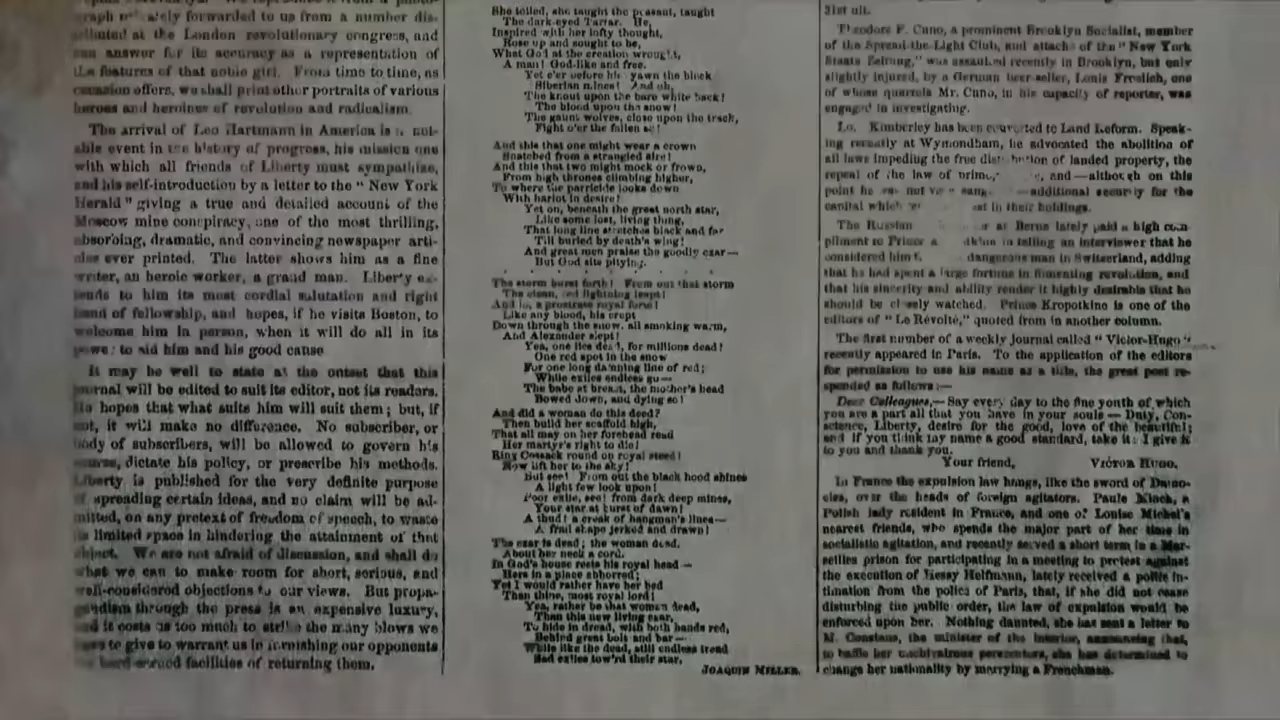 ately forwarded to up from a number dis-
tributed at the London revolutionary congress, and
can answer for its accuracy as a representation of
the features of that noble girl. From time to time, as
occasion offers, we shall print other portraits of various
heroes and heroines of revolution and radicalism.
The arrival of Leo Hartmann in America is a not-
able event in the history of progress, his mission one
with which all friends of Liberty must sympathise,
and his self-introduction by a letter to the "New York
Herald" giving a true and detailed account of the
Moscow mine conspiracy, one of the most thrilling,
absorbing, dramatic, and convincing newspaper arti-
cles ever printed. The latter shows him as a fine
writer, an heroic worker, a grand man. Liberty ex-
tends to him its most cordial salutation and right
hand of fellowship, and hopes, if he visits Boston, to
welcome him in person, when it will do all in its
power to aid him and his good cause
It may be well to state at the outset that this
journal will be edited to suit its editor, not its readers.
He hopes that what suits him will suit them; but, if
not, it will make no difference. No subscriber, or
body of subscribers, will be allowed to govern his
course, dictate his policy, or prescribe his methods.
Liberty is published for the very definite purpose
of spreading certain ideas, and no claim will be ad-
mitted, on any pretext of freedom of speech, to waste
its limited space in hindering the attainment of that
object. We are not afraid of discussion, and shall do
what we can to make room for short, serious, and
well-considered objections to our views. But propa-
gandism through the press is an expensive luxury,
and it costs us too much to strike the many blows we
have to give to warrant us in furnishing our opponents
facilities of returning them.
She toiled, she taught the peasant, taught
The dark-eyed Tartar. He,
Inspired with her lofty thought,
Rose up and sought to be,
What God at the creation wrought,
A man! God-like and free.
Yet e'er before him yawn the black
Siberian mines! And oh,
The knout upon the bare white back!
The blood upon the snow!
The gaunt wolves, close upon the track,
Fight o'er the fallen so!
And this that one might wear a crown
Snatched from a strangled sire!
And this that two might mock or frown,
From high thrones climbing higher,
To where the parricide looks down
With harlot in desire!
Yet on, beneath the great north star,
Like some lost, living thing,
That long line stretches black and far
Till buried by death's wing!
And great men praise the goodly czar—
But God sits pitying.
The storm burst forth! From out that storm
The clean, red lightning leapt!
And lo, a prostrate royal form!
Like any blood, his crept
Down through the snow, all smoking warm,
And Alexander slept!
Yea, one lies dead, for millions dead!
One red spot in the snow
For one long damning line of red;
While exiles endless go—
The babe at breast, the mother's head
Bowed down, and dying so!
And did a woman do this deed?
Then build her scaffold high,
That all may on her forehead read
Her martyr's right to die!
Ring Cossack round on royal steed!
Now lift her to the sky!
But see! From out the black hood shines
A light few look upon!
Poor exile, see! from dark deep mines,
Your star at burst of dawn!
A thud! a creak of hangman's lines—
A frail shape jerked and drawn!
The czar is dead; the woman dead,
About her neck a cord.
In God's house rests his royal head—
Hers in a place abhorred;
Yet I would rather have her bed
Than thine, most royal lord!
Yea, rather be that woman dead,
Than this new living czar,
To hide in dread, with both hands red,
Behind great bolt and bar—
While like the dead, still endless tread
Sad exiles tow'rd their star,
JOAQUIN MILLER.
31st ult.
Theodore F. Cuno, a prominent Brooklyn Socialist, member
of the Spread-the-Light Club, and attache of the "New York
Staats Zeitung," was assaulted recently in Brooklyn, but only
slightly injured, by a German beer-seller, Louis Freelich, one
of whose quarrels Mr. Cuno, in his capacity of reporter, was
engaged in investigating.
Lo. Kimberley has been converted to Land Reform. Speak-
ing recently at Wymondham, he advocated the abolition of
all laws impeding the free distribution of landed property, the
repeal of the law of and—although on this
point he was not additional security for the
capital which in their holdings.
The Russian at Berne lately paid a high com-
pliment to Prince in telling an interviewer that he
considered him dangerous man in Switzerland, adding
that he had spent a large fortune in fomenting revolution, and
that his sincerity and ability render it highly desirable that he
should be closely watched. Prince Kropotkine is one of the
editors of "Le Révolté," quoted from in another column.
The first number of a weekly journal called "Victor-Hugo"
recently appeared in Paris. To the application of the editors
for permission to use his name as a title, the great poet re-
sponded as follows:—
Dear Colleagues,—Say every day to the fine youth of which
you are a part all that you have in your souls—Duty, Con-
science, Liberty, desire for the good, love of the beautiful;
and if you think my name a good standard, take it. I give it
to you and thank you.
Your friend, VICTOR HUGO.
In France the expulsion law hangs, like the sword of Damo-
cles, over the heads of foreign agitators. Paule Minck, a
Polish lady resident in France, and one of Louise Michel's
nearest friends, who spends the major part of her time in
socialistic agitation, and recently served a short term in a Mar-
seilles prison for participating in a meeting to protest against
the execution of Hessy Helfmann, lately received a polite in-
timation from the police of Paris, that, if she did not cease
disturbing the public order, the law of expulsion would be
enforced upon her. Nothing daunted, she has sent a letter to
M. Constans, the minister of the interior, announcing that,
to baffle her unchivalrous persecutors, she has determined to
change her nationality by marrying a Frenchman.